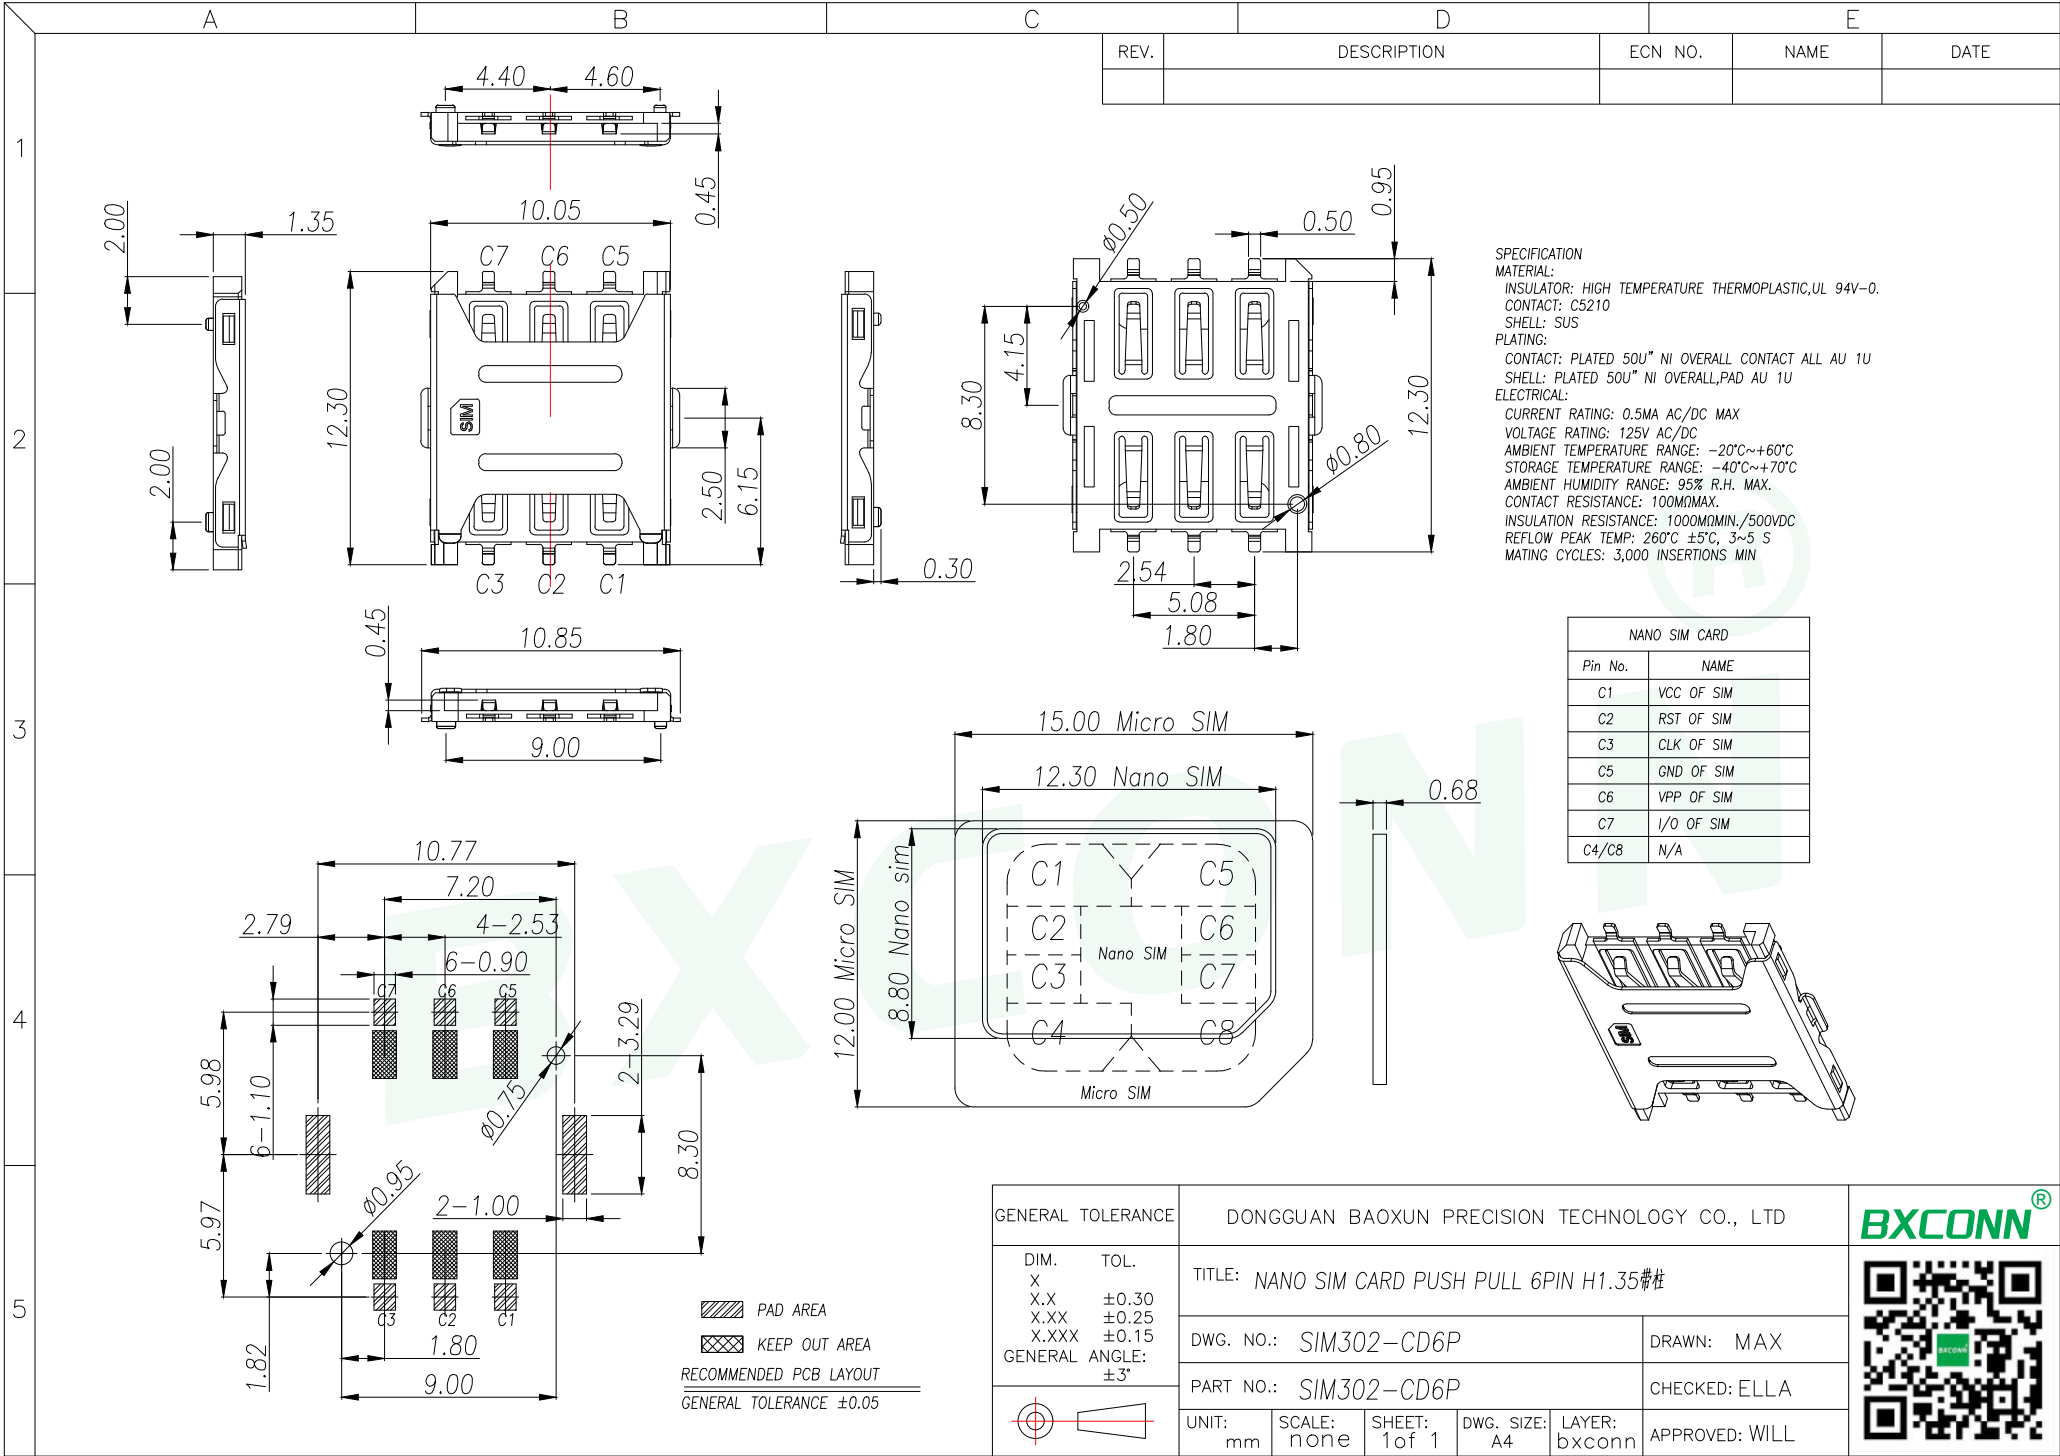 A B C D E
REV. DESCRIPTION ECN NO. NAME DATE
1
2
3
4
5
4.40 4.60
0.45
2.00 1.35
10.05
C7 C6 C5
12.30
SIM
2.50
6.15
2.00
C3 C2 C1
0.30
ø0.50
0.50
0.95
4.15
8.30
12.30
ø0.80
2.54
5.08
1.80
0.45
10.85
9.00
SPECIFICATION
MATERIAL:
INSULATOR: HIGH TEMPERATURE THERMOPLASTIC,UL 94V-0.
CONTACT: C5210
SHELL: SUS
PLATING:
CONTACT: PLATED 50U" NI OVERALL CONTACT ALL AU 1U
SHELL: PLATED 50U" NI OVERALL,PAD AU 1U
ELECTRICAL:
CURRENT RATING: 0.5MA AC/DC MAX
VOLTAGE RATING: 125V AC/DC
AMBIENT TEMPERATURE RANGE: -20°C~+60°C
STORAGE TEMPERATURE RANGE: -40°C~+70°C
AMBIENT HUMIDITY RANGE: 95% R.H. MAX.
CONTACT RESISTANCE: 100MΩMAX.
INSULATION RESISTANCE: 1000MΩMIN./500VDC
REFLOW PEAK TEMP: 260°C ±5°C, 3~5 S
MATING CYCLES: 3,000 INSERTIONS MIN
NANO SIM CARD
Pin No. NAME
C1 VCC OF SIM
C2 RST OF SIM
C3 CLK OF SIM
C5 GND OF SIM
C6 VPP OF SIM
C7 I/O OF SIM
C4/C8 N/A
15.00 Micro SIM
12.30 Nano SIM
0.68
12.00 Micro SIM
8.80 Nano sim
C1 C5
C2 C6
Nano SIM
C3 C7
C4 C8
Micro SIM
SIM
BXCONN®
10.77
7.20
2.79 4-2.53
6-0.90
C7 C6 C5
2-3.29
5.98
6-1.10
ø0.75
8.30
ø0.95
2-1.00
5.97
C3 C2 C1
1.82
1.80
9.00
PAD AREA
KEEP OUT AREA
RECOMMENDED PCB LAYOUT
GENERAL TOLERANCE ±0.05
GENERAL TOLERANCE
DIM. TOL.
X
X.X ±0.30
X.XX ±0.25
X.XXX ±0.15
GENERAL ANGLE:
±3°
DONGGUAN BAOXUN PRECISION TECHNOLOGY CO., LTD
TITLE: NANO SIM CARD PUSH PULL 6PIN H1.35带柱
DWG. NO.: SIM302-CD6P
DRAWN: MAX
PART NO.: SIM302-CD6P
CHECKED: ELLA
UNIT: mm
SCALE: none
SHEET: 1of 1
DWG. SIZE: A4
LAYER: bxconn
APPROVED: WILL
BXCONN®
BXCONN